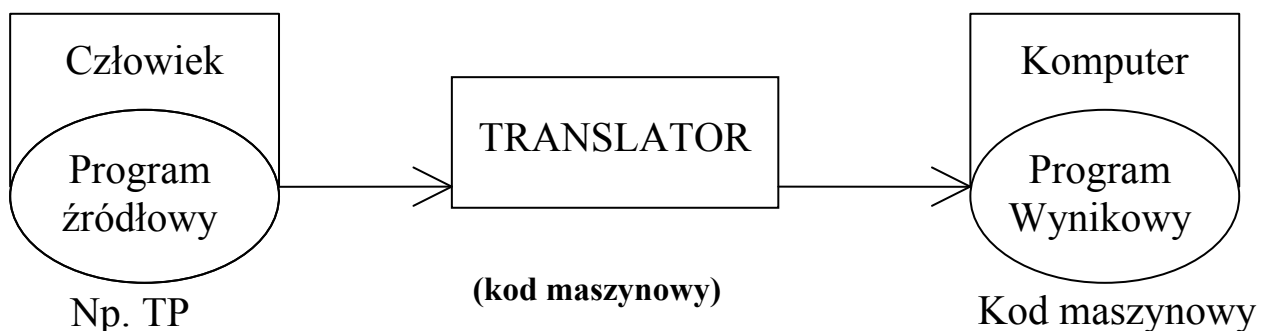 Człowiek
Program
źródłowy
Np. TP
TRANSLATOR
(kod maszynowy)
Komputer
Program
Wynikowy
Kod maszynowy